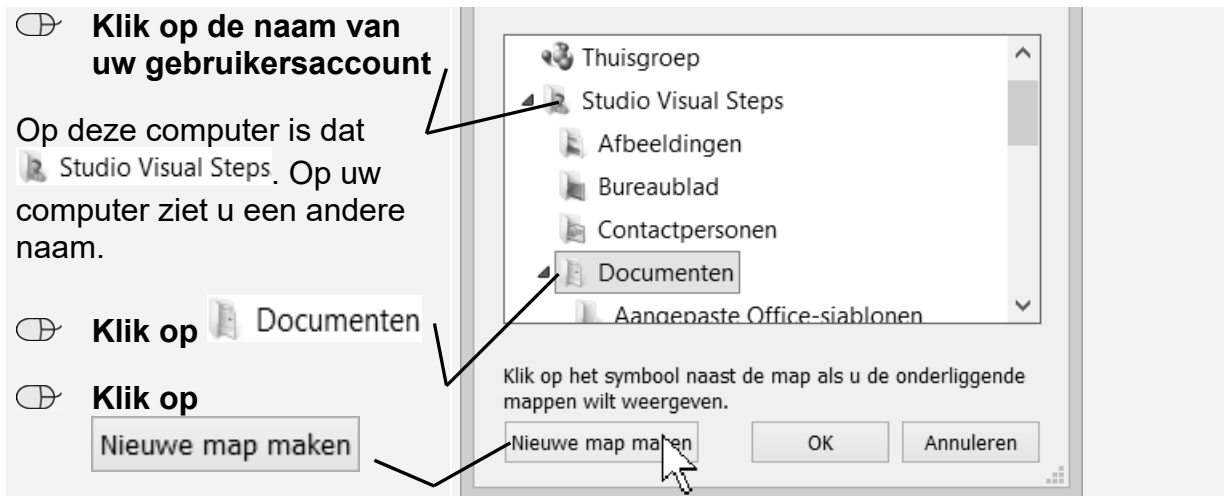 Klik op de naam van
uw gebruikersaccount
Op deze computer is dat
Studio Visual Steps. Op uw
computer ziet u een andere
naam.
Klik op Documenten
Klik op
Nieuwe map maken
Thuisgroep
Studio Visual Steps
Afbeeldingen
Bureaublad
Contactpersonen
Documenten
Aangepaste Office-sjablonen
Klik op het symbool naast de map als u de onderliggende
mappen wilt weergeven.
Nieuwe map maken OK Annuleren